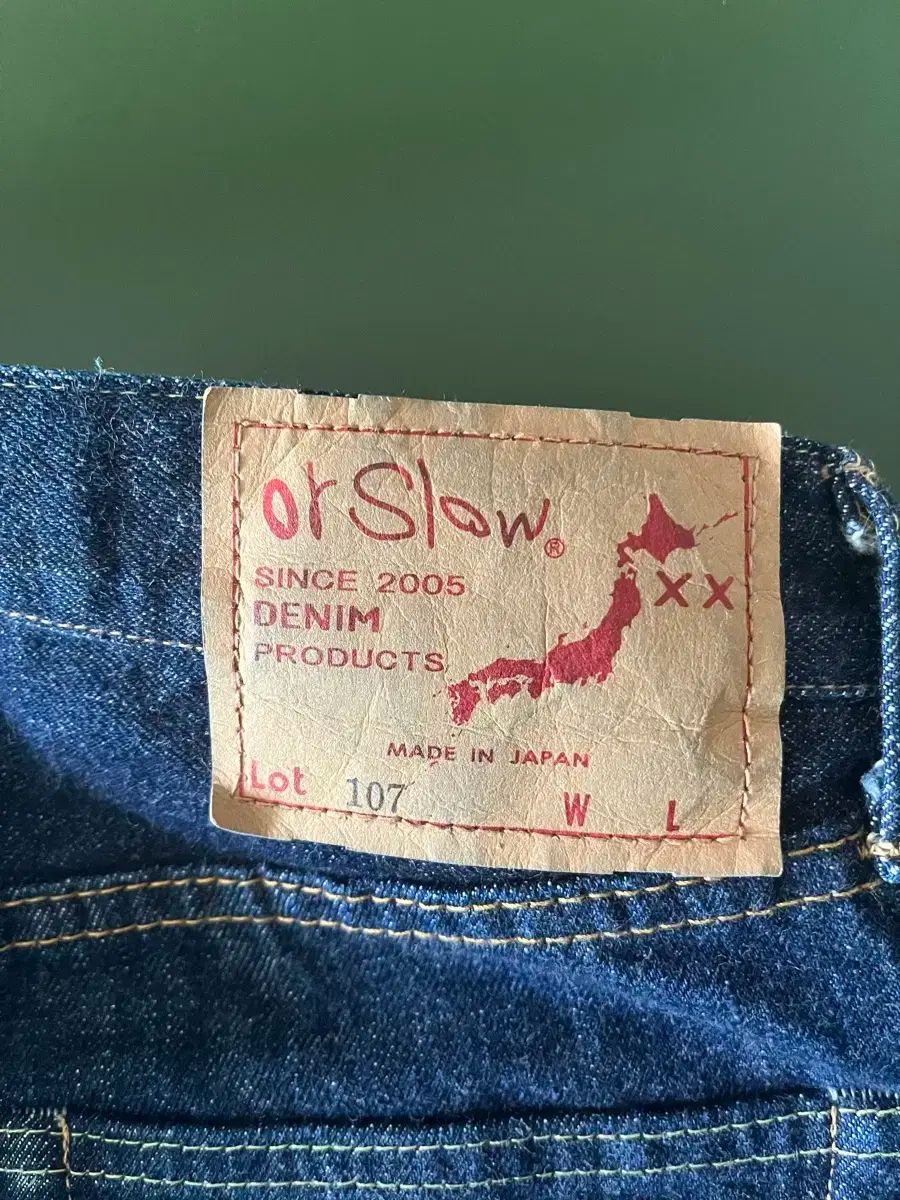 orSlow®
SINCE 2005
DENIM
PRODUCTS
XX
MADE IN JAPAN
Lot 107 W L